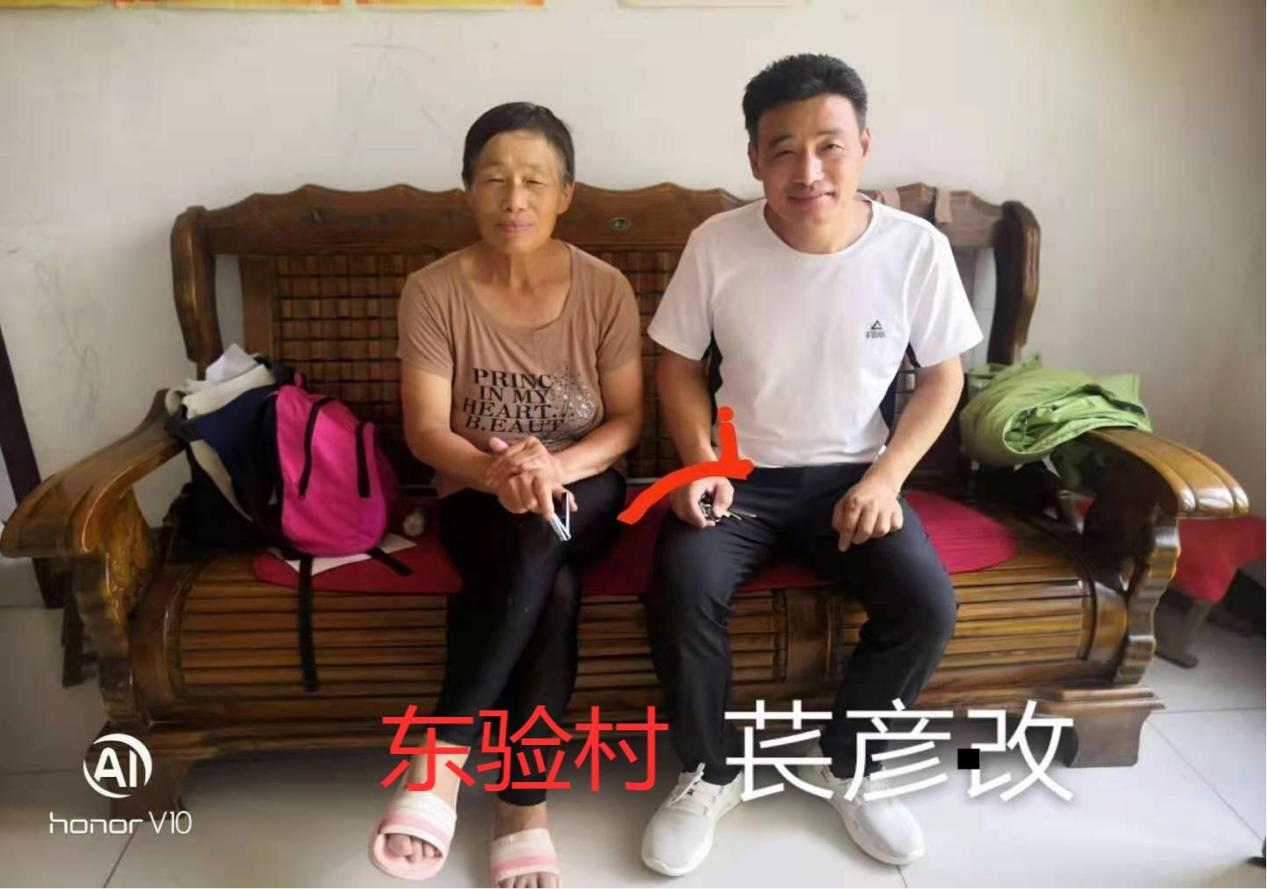 PRINC
IN MY
HEART...
B.EAUT
东验村 苌彦改
AI
honor V10